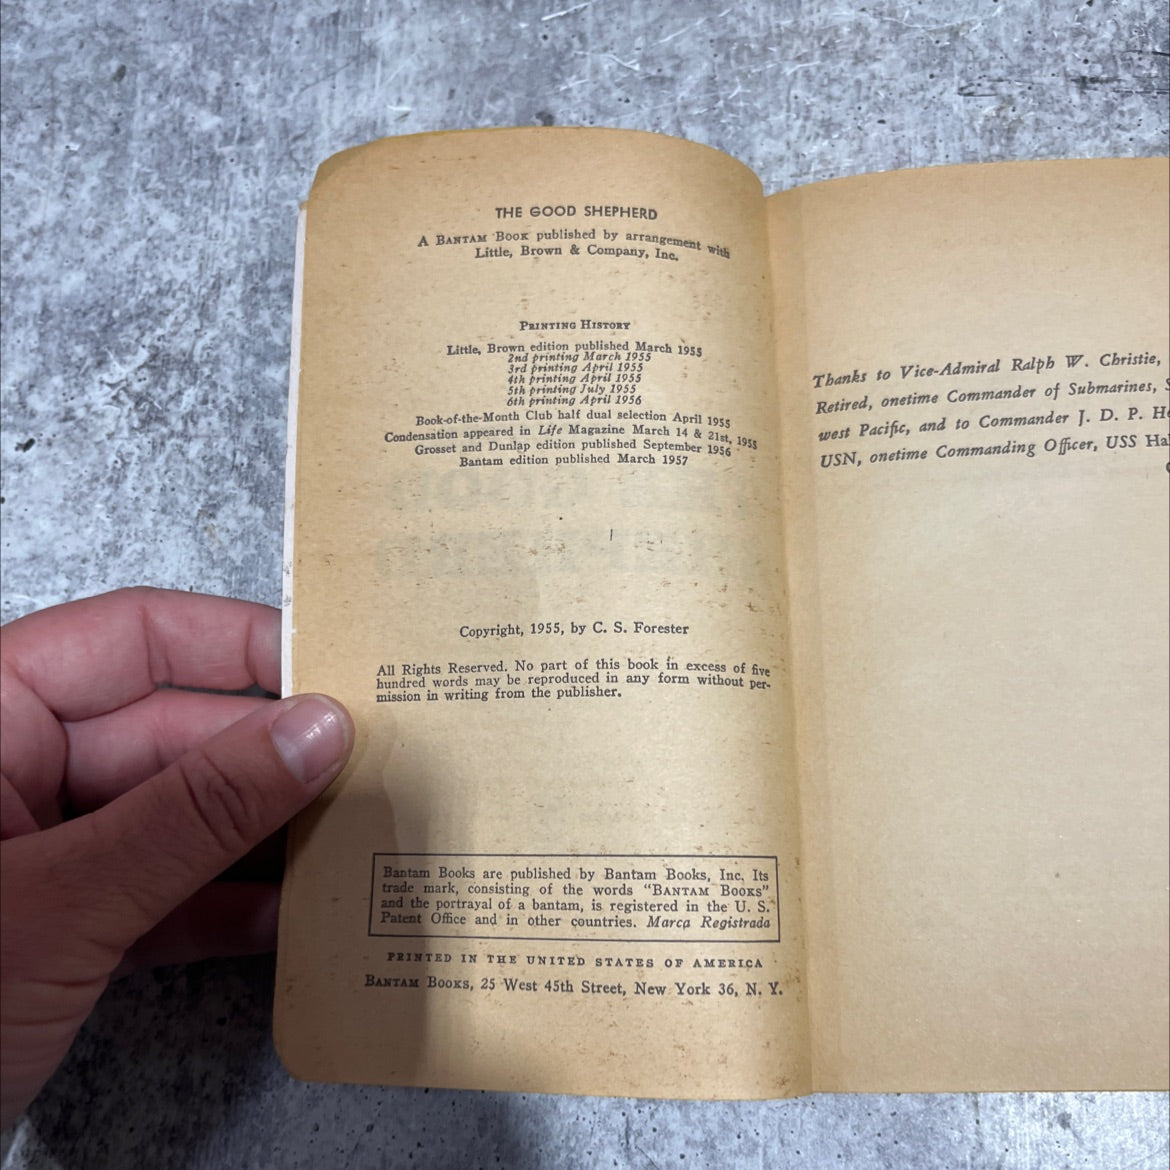 THE GOOD SHEPHERD
A BANTAM BOOK published by arrangement with
Little, Brown & Company, Inc.
PRINTING HISTORY
Little, Brown edition published March 1955
2nd printing March 1955
3rd printing April 1955
4th printing April 1955
5th printing July 1955
6th printing April 1956
Book-of-the-Month Club half dual selection April 1955
Condensation appeared in Life Magazine March 14 & 21st, 1955
Grosset and Dunlap edition published September 1956
Bantam edition published March 1957
Copyright, 1955, by C. S. Forester
All Rights Reserved. No part of this book in excess of five
hundred words may be reproduced in any form without per-
mission in writing from the publisher.
Bantam Books are published by Bantam Books, Inc. Its
trade mark, consisting of the words "BANTAM BOOKS"
and the portrayal of a bantam, is registered in the U. S.
Patent Office and in other countries. Marca Registrada
PRINTED IN THE UNITED STATES OF AMERICA
BANTAM BOOKS, 25 West 45th Street, New York 36, N. Y.
Thanks to Vice-Admiral Ralph W. Christie,
Retired, onetime Commander of Submarines,
west Pacific, and to Commander J. D. P.
USN, onetime Commanding Officer, USS